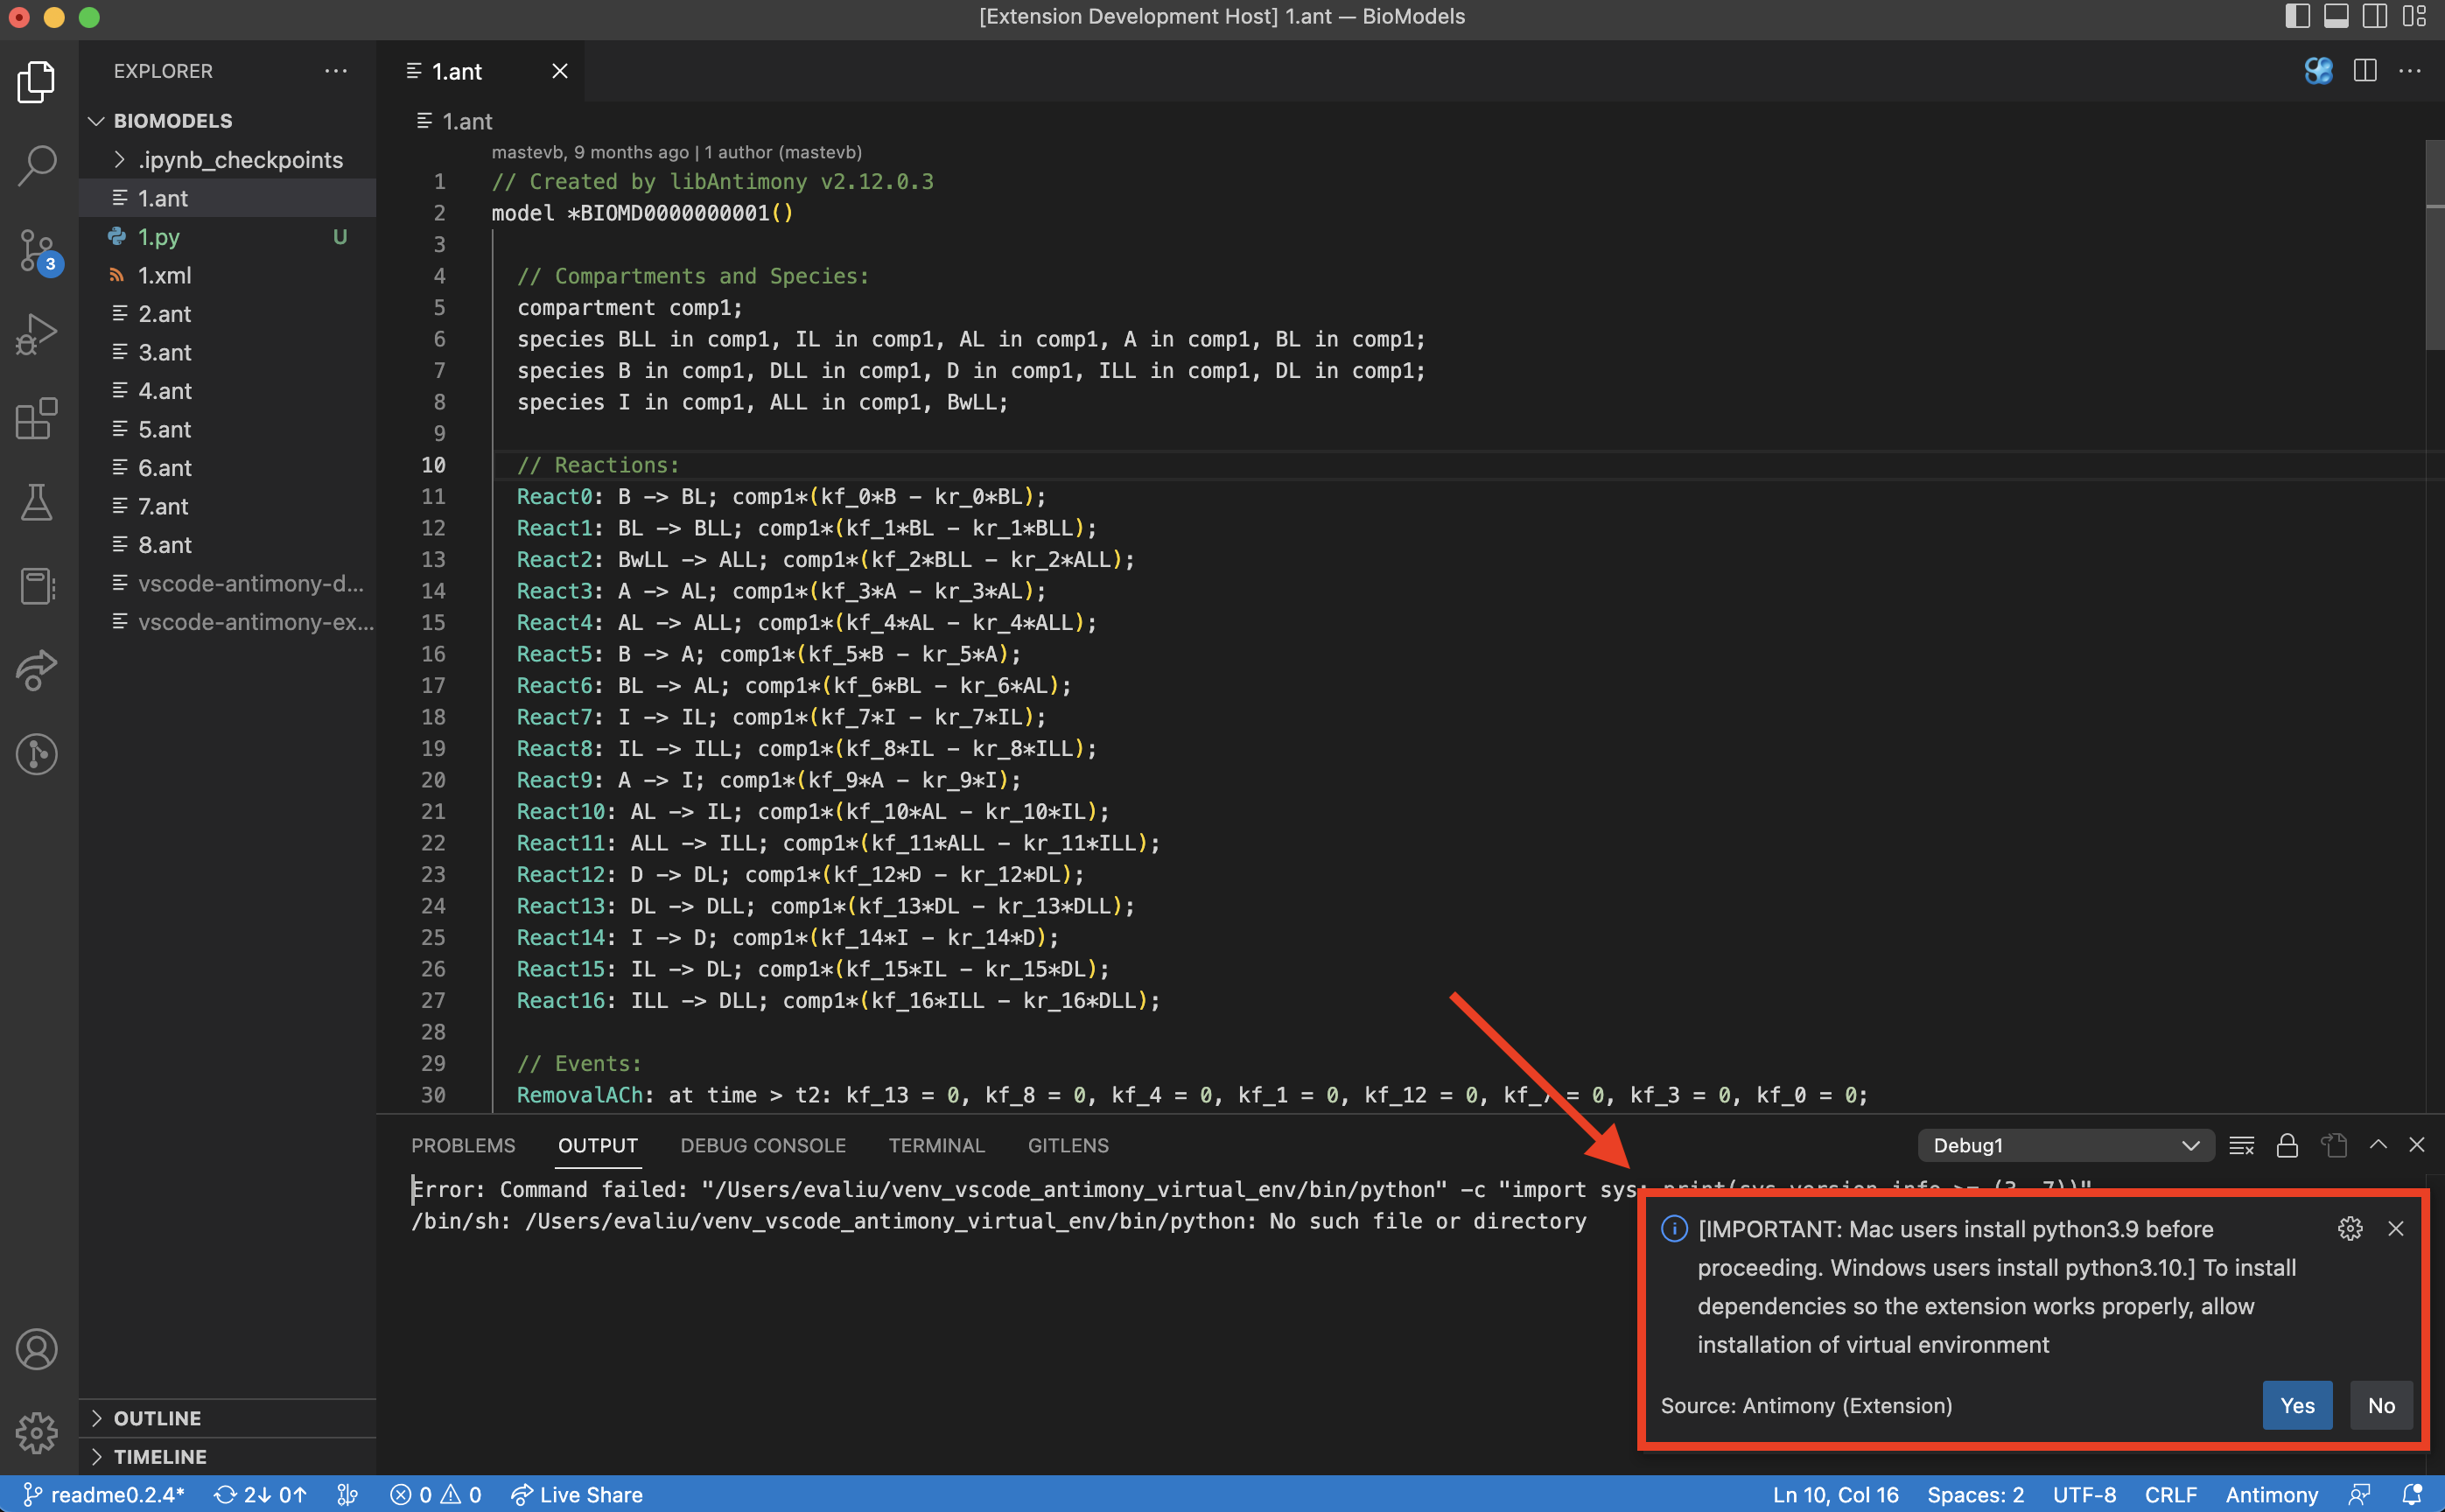 [Extension Development Host] 1.ant — BioModels
EXPLORER
BIOMODELS
.ipynb_checkpoints
1.ant
1.py U
1.xml
2.ant
3.ant
4.ant
5.ant
6.ant
7.ant
8.ant
vscode-antimony-d...
vscode-antimony-ex...
OUTLINE
TIMELINE
3
1.ant
1.ant
mastevb, 9 months ago | 1 author (mastevb)
1 // Created by libAntimony v2.12.0.3
2 model *BIOMD0000000001()
3
4 // Compartments and Species:
5 compartment comp1;
6 species BLL in comp1, IL in comp1, AL in comp1, A in comp1, BL in comp1;
7 species B in comp1, DLL in comp1, D in comp1, ILL in comp1, DL in comp1;
8 species I in comp1, ALL in comp1, BwLL;
9
10 // Reactions:
11 React0: B -> BL; comp1*(kf_0*B - kr_0*BL);
12 React1: BL -> BLL; comp1*(kf_1*BL - kr_1*BLL);
13 React2: BwLL -> ALL; comp1*(kf_2*BLL - kr_2*ALL);
14 React3: A -> AL; comp1*(kf_3*A - kr_3*AL);
15 React4: AL -> ALL; comp1*(kf_4*AL - kr_4*ALL);
16 React5: B -> A; comp1*(kf_5*B - kr_5*A);
17 React6: BL -> AL; comp1*(kf_6*BL - kr_6*AL);
18 React7: I -> IL; comp1*(kf_7*I - kr_7*IL);
19 React8: IL -> ILL; comp1*(kf_8*IL - kr_8*ILL);
20 React9: A -> I; comp1*(kf_9*A - kr_9*I);
21 React10: AL -> IL; comp1*(kf_10*AL - kr_10*IL);
22 React11: ALL -> ILL; comp1*(kf_11*ALL - kr_11*ILL);
23 React12: D -> DL; comp1*(kf_12*D - kr_12*DL);
24 React13: DL -> DLL; comp1*(kf_13*DL - kr_13*DLL);
25 React14: I -> D; comp1*(kf_14*I - kr_14*D);
26 React15: IL -> DL; comp1*(kf_15*IL - kr_15*DL);
27 React16: ILL -> DLL; comp1*(kf_16*ILL - kr_16*DLL);
28
29 // Events:
30 RemovalACh: at time > t2: kf_13 = 0, kf_8 = 0, kf_4 = 0, kf_1 = 0, kf_12 = 0, kf_7 = 0, kf_3 = 0, kf_0 = 0;
PROBLEMS OUTPUT DEBUG CONSOLE TERMINAL GITLENS Debug1
Error: Command failed: "/Users/evaliu/venv_vscode_antimony_virtual_env/bin/python" -c "import sys; print(sys.version_info >= (3, 7))"
/bin/sh: /Users/evaliu/venv_vscode_antimony_virtual_env/bin/python: No such file or directory
[IMPORTANT: Mac users install python3.9 before
proceeding. Windows users install python3.10.] To install
dependencies so the extension works properly, allow
installation of virtual environment
Source: Antimony (Extension) Yes No
readme0.2.4* 2↓ 0↑ 0 0 Live Share Ln 10, Col 16 Spaces: 2 UTF-8 CRLF Antimony